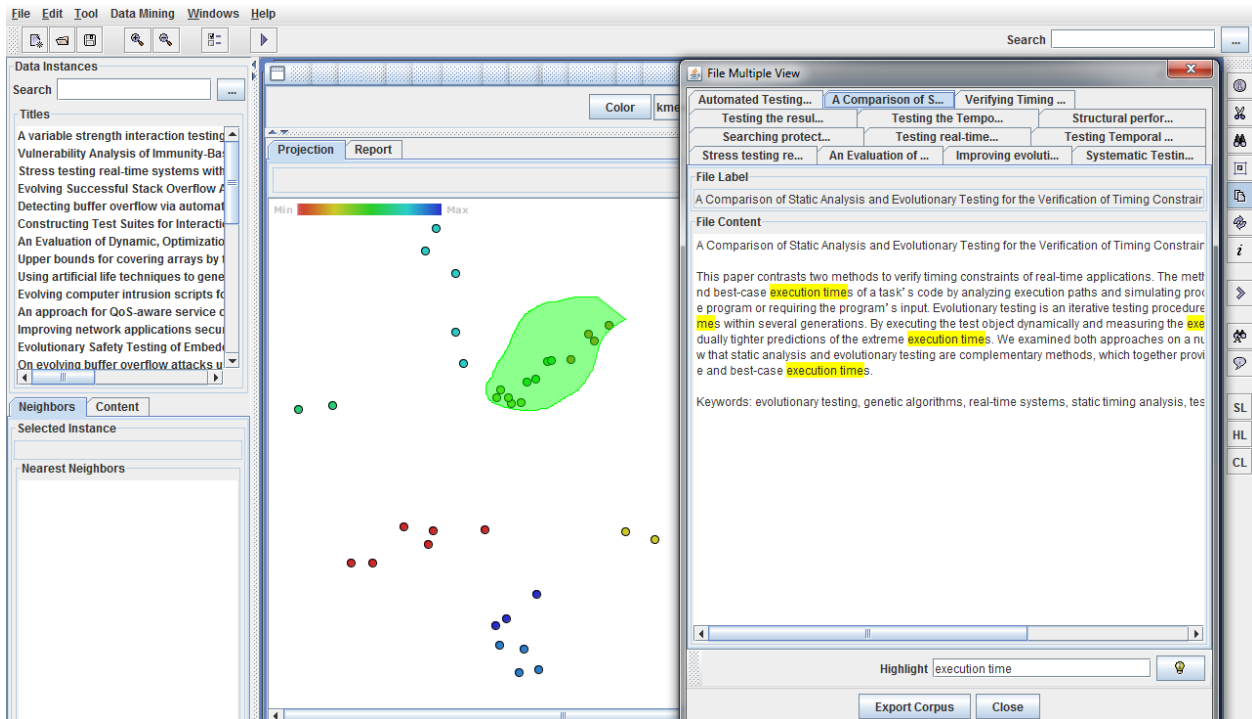 File Edit Tool Data Mining Windows Help
Search
...
Data Instances
Search
...
Titles
A variable strength interaction testing
Vulnerability Analysis of Immunity-Ba
Stress testing real-time systems with
Evolving Successful Stack Overflow A
Detecting buffer overflow via automat
Constructing Test Suites for Interacti
An Evaluation of Dynamic, Optimizatio
Upper bounds for covering arrays by t
Using artificial life techniques to gene
Evolving computer intrusion scripts fo
An approach for QoS-aware service c
Improving network applications secu
Evolutionary Safety Testing of Embed
On evolving buffer overflow attacks u
Neighbors Content
Selected Instance
Nearest Neighbors
Color kme
Projection Report
Min Max
File Multiple View
Automated Testing... A Comparison of S... Verifying Timing ...
Testing the resul... Testing the Tempo... Structural perfor...
Searching protect... Testing real-time... Testing Temporal ...
Stress testing re... An Evaluation of ... Improving evoluti... Systematic Testin...
File Label
A Comparison of Static Analysis and Evolutionary Testing for the Verification of Timing Constrair
File Content
A Comparison of Static Analysis and Evolutionary Testing for the Verification of Timing Constrair
This paper contrasts two methods to verify timing constraints of real-time applications. The meth
nd best-case execution times of a task's code by analyzing execution paths and simulating proc
e program or requiring the program's input. Evolutionary testing is an iterative testing procedure
mes within several generations. By executing the test object dynamically and measuring the exe
dually tighter predictions of the extreme execution times. We examined both approaches on a nu
w that static analysis and evolutionary testing are complementary methods, which together provi
e and best-case execution times.
Keywords: evolutionary testing, genetic algorithms, real-time systems, static timing analysis, tes
Highlight execution time
Export Corpus Close
i
SL
HL
CL